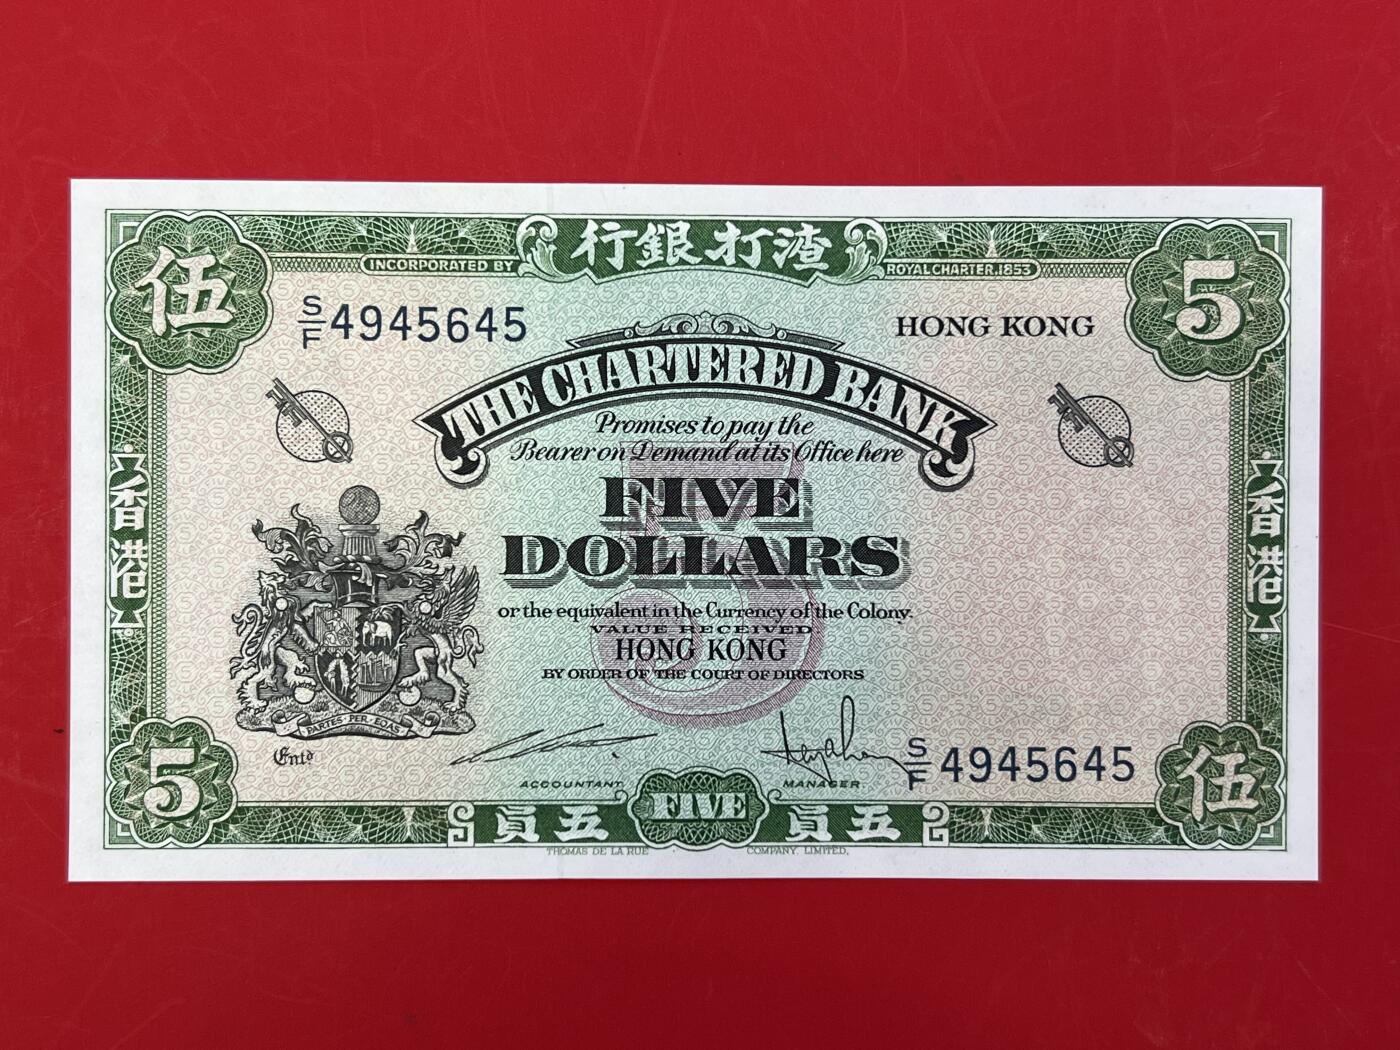 行銀打渣
INCORPORATED BY
ROYAL CHARTER.1853
伍
5
S/F 4945645
HONG KONG
THE CHARTERED BANK
Promises to pay the
Bearer on Demand at its Office here
FIVE
DOLLARS
or the equivalent in the Currency of the Colony.
VALUE RECEIVED
HONG KONG
BY ORDER OF THE COURT OF DIRECTORS
香港
香港
PARTES·PER·EQAS
Entd
ACCOUNTANT
MANAGER
S/F 4945645
5
伍
員五
FIVE
員五
THOMAS DE LA RUE COMPANY, LIMITED,